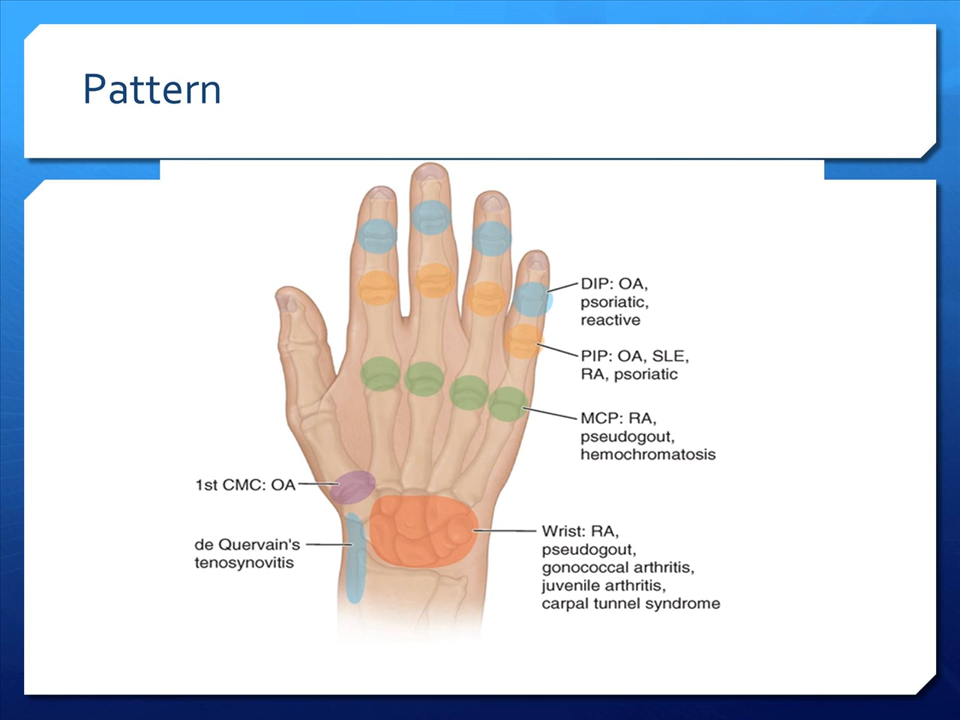 Pattern
DIP: OA,
psoriatic,
reactive
PIP: OA, SLE,
RA, psoriatic
MCP: RA,
pseudogout,
hemochromatosis
1st CMC: OA
de Quervain's
tenosynovitis
Wrist: RA,
pseudogout,
gonococcal arthritis,
juvenile arthritis,
carpal tunnel syndrome